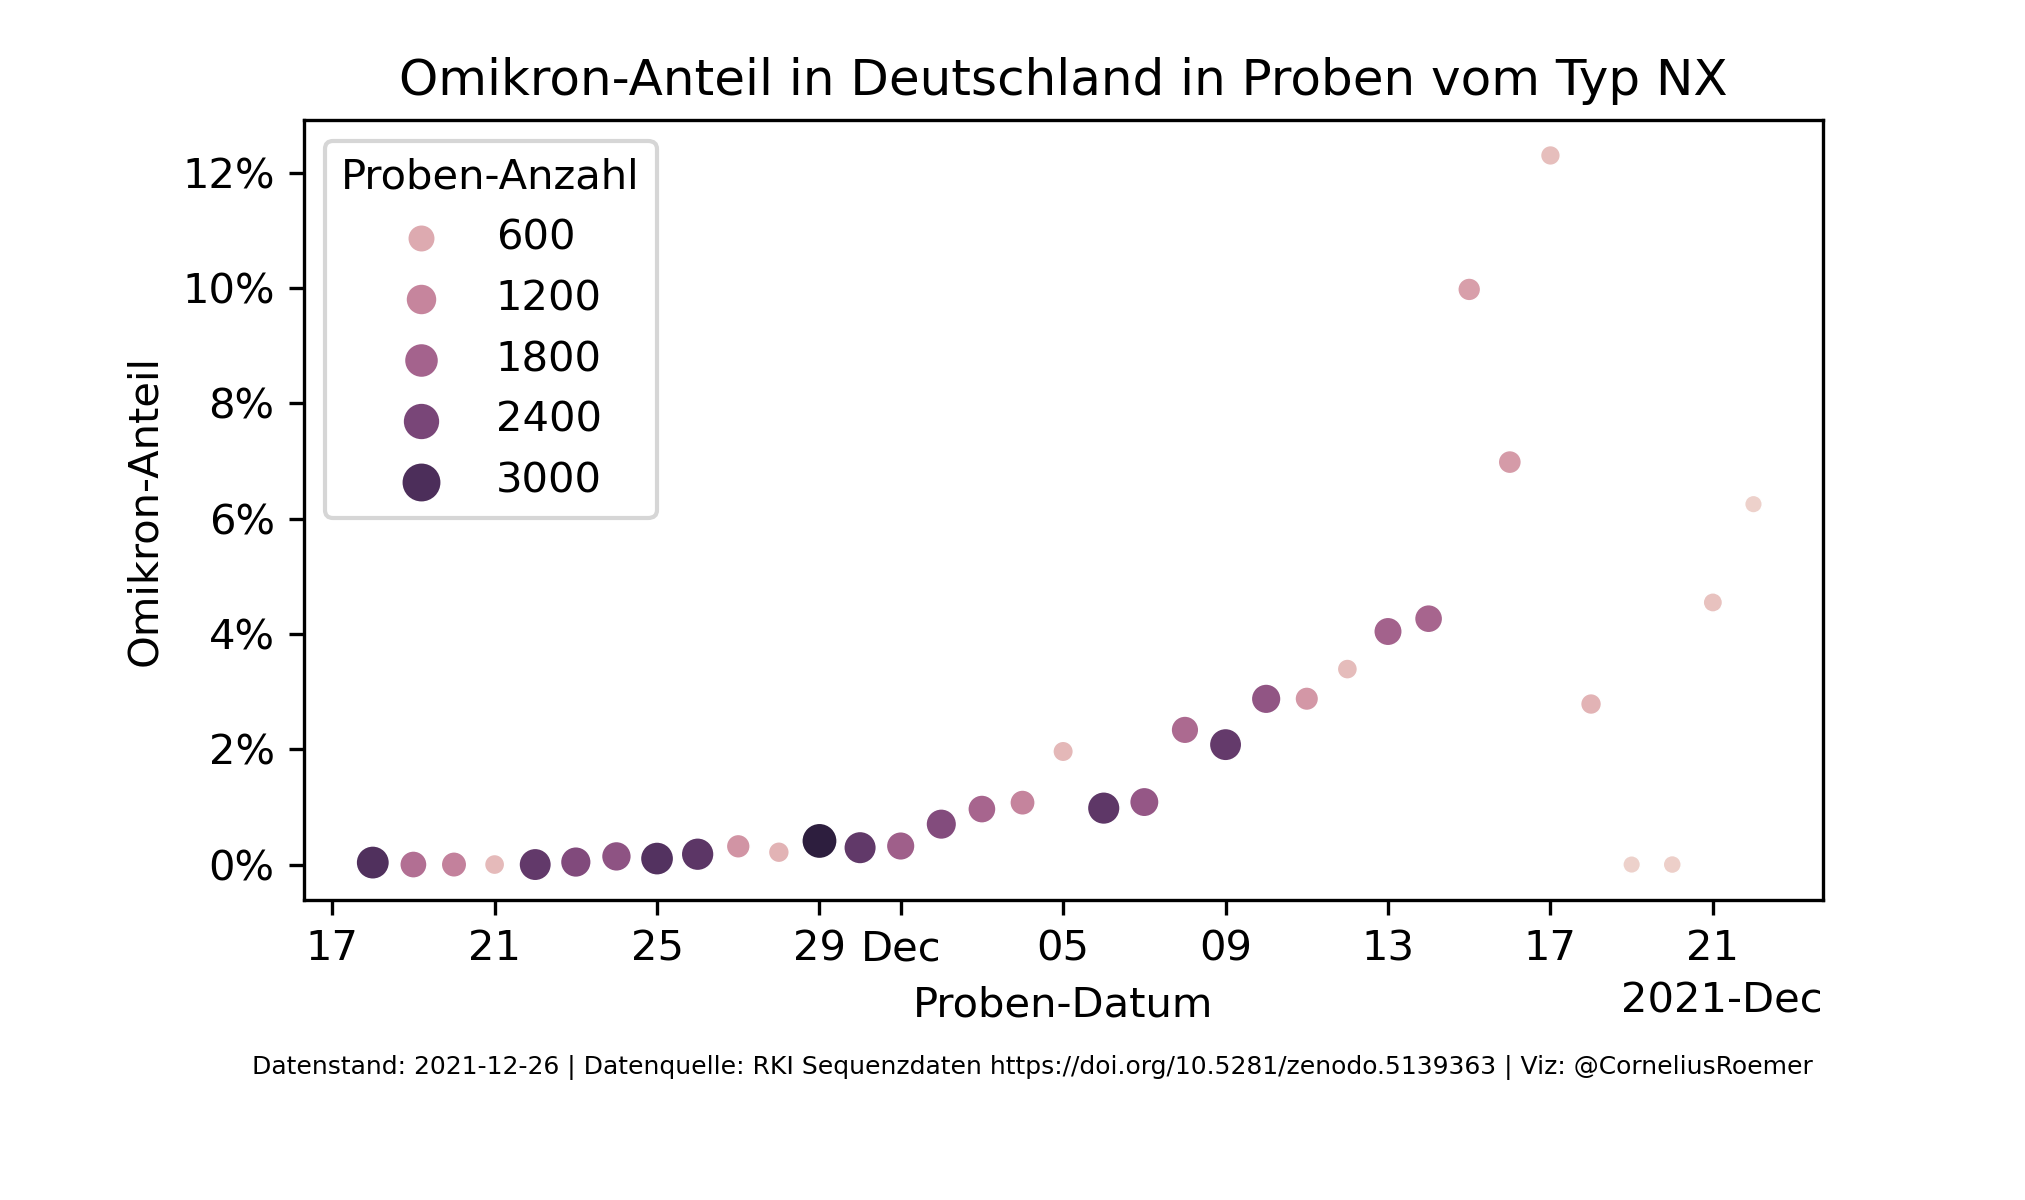 Omikron-Anteil in Deutschland in Proben vom Typ NX
Proben-Anzahl
600
1200
1800
2400
3000
12%
10%
8%
6%
4%
2%
0%
Omikron-Anteil
17 21 25 29 Dec 05 09 13 17 21
Proben-Datum
2021-Dec
Datenstand: 2021-12-26 | Datenquelle: RKI Sequenzdaten https://doi.org/10.5281/zenodo.5139363 | Viz: @CorneliusRoemer